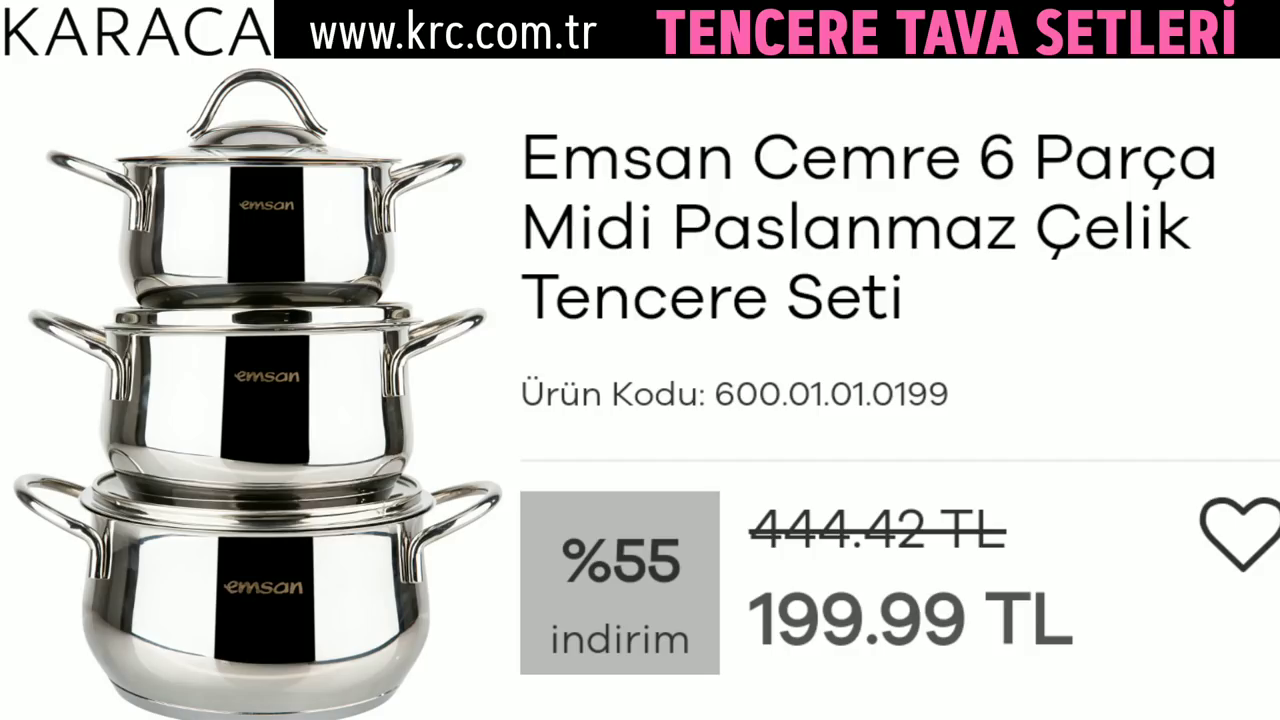 KARACA
www.krc.com.tr
TENCERE TAVA SETLERİ
emsan
emsan
emsan
Emsan Cemre 6 Parça
Midi Paslanmaz Çelik
Tencere Seti
Ürün Kodu: 600.01.01.0199
%55
indirim
444.42 TL
199.99 TL